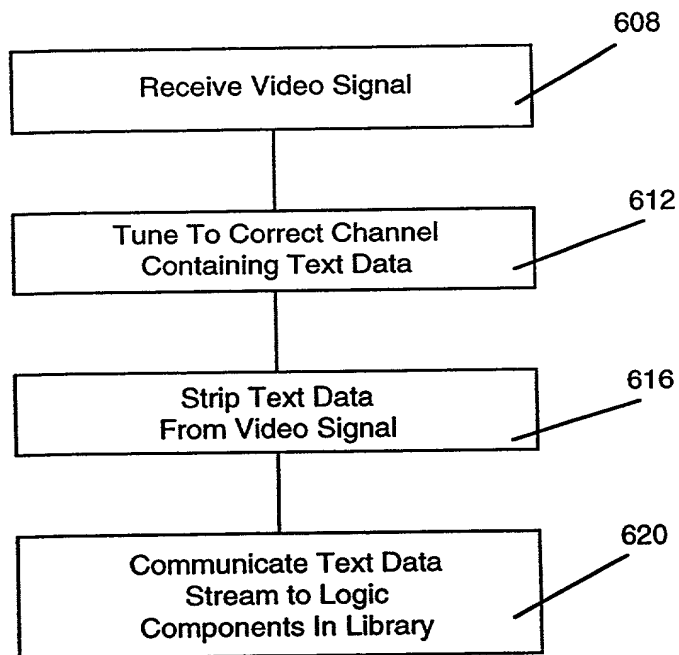 608
Receive Video Signal
612
Tune To Correct Channel
Containing Text Data
616
Strip Text Data
From Video Signal
620
Communicate Text Data
Stream to Logic
Components In Library